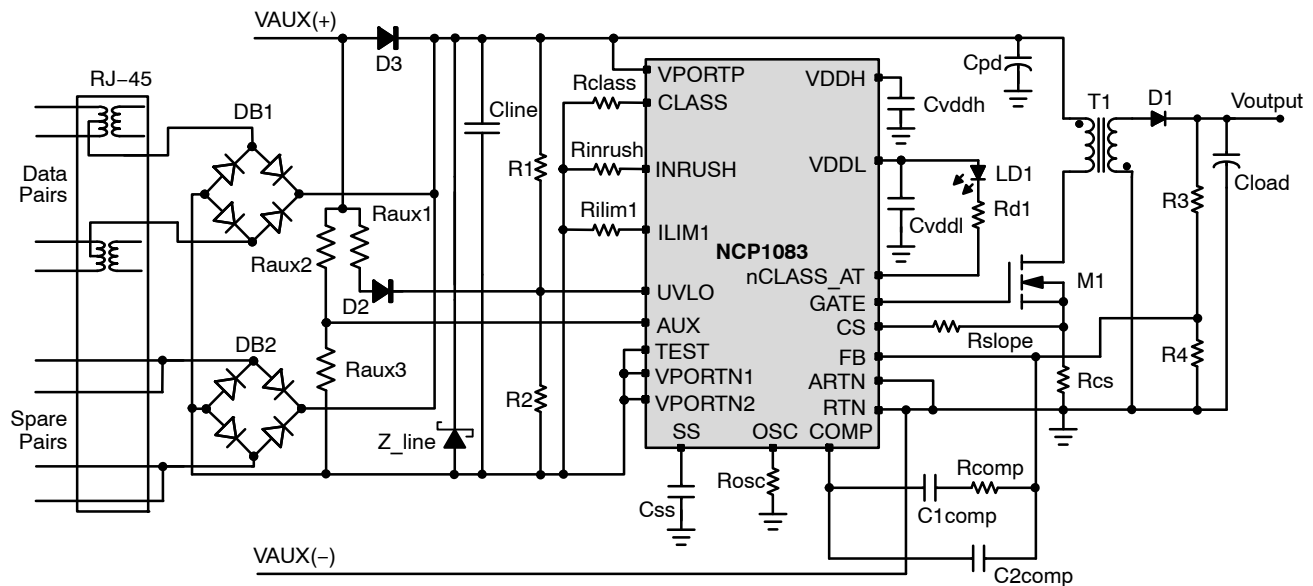 VAUX(+)
D3
RJ-45
DB1
Data
Pairs
Raux1
Raux2
D2
Raux3
DB2
Spare
Pairs
Z_line
Cline
R1
R2
Rclass
Rinrush
Rilim1
VPORTP
CLASS
INRUSH
ILIM1
NCP1083
UVLO
AUX
TEST
VPORTN1
VPORTN2
SS
OSC
COMP
VDDH
VDDL
nCLASS_AT
GATE
CS
FB
ARTN
RTN
Cvddh
Cvddl
LD1
Rd1
Cpd
T1
D1
Voutput
Cload
R3
R4
M1
Rslope
Rcs
Css
Rosc
Rcomp
C1comp
C2comp
VAUX(-)